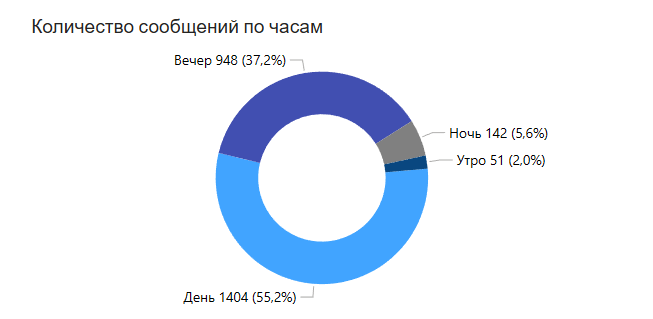 Количество сообщений по часам
Вечер 948 (37,2%)
Ночь 142 (5,6%)
Утро 51 (2,0%)
День 1404 (55,2%)